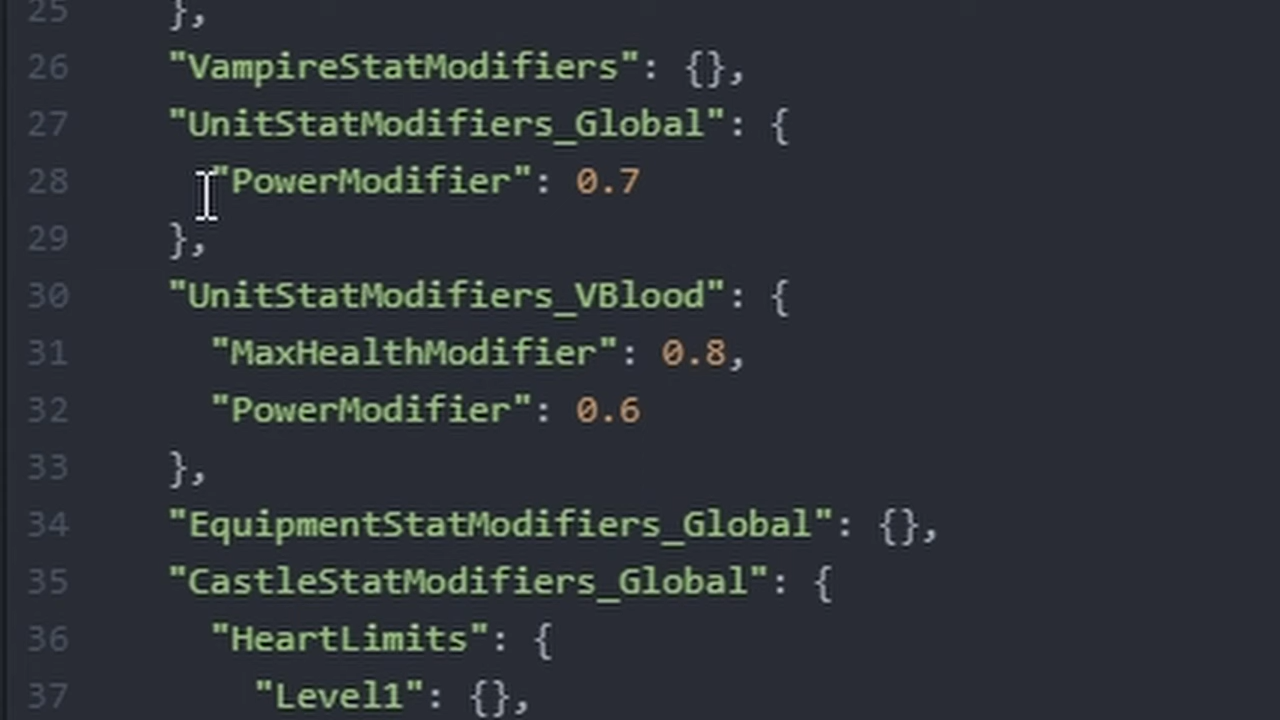 25 },
26 "VampireStatModifiers": {},
27 "UnitStatModifiers_Global": {
28 "PowerModifier": 0.7
29 },
30 "UnitStatModifiers_VBlood": {
31 "MaxHealthModifier": 0.8,
32 "PowerModifier": 0.6
33 },
34 "EquipmentStatModifiers_Global": {},
35 "CastleStatModifiers_Global": {
36 "HeartLimits": {
37 "Level1": {},